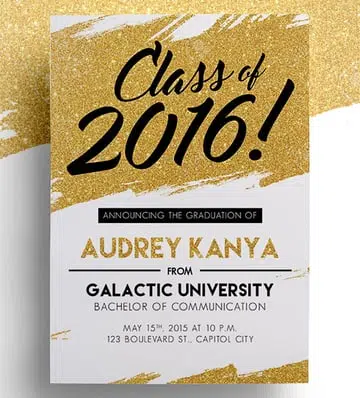 Class of
2016!
ANNOUNCING THE GRADUATION OF
AUDREY KANYA
FROM
GALACTIC UNIVERSITY
BACHELOR OF COMMUNICATION
MAY 15TH, 2015 AT 10 P.M.
123 BOULEVARD ST., CAPITOL CITY